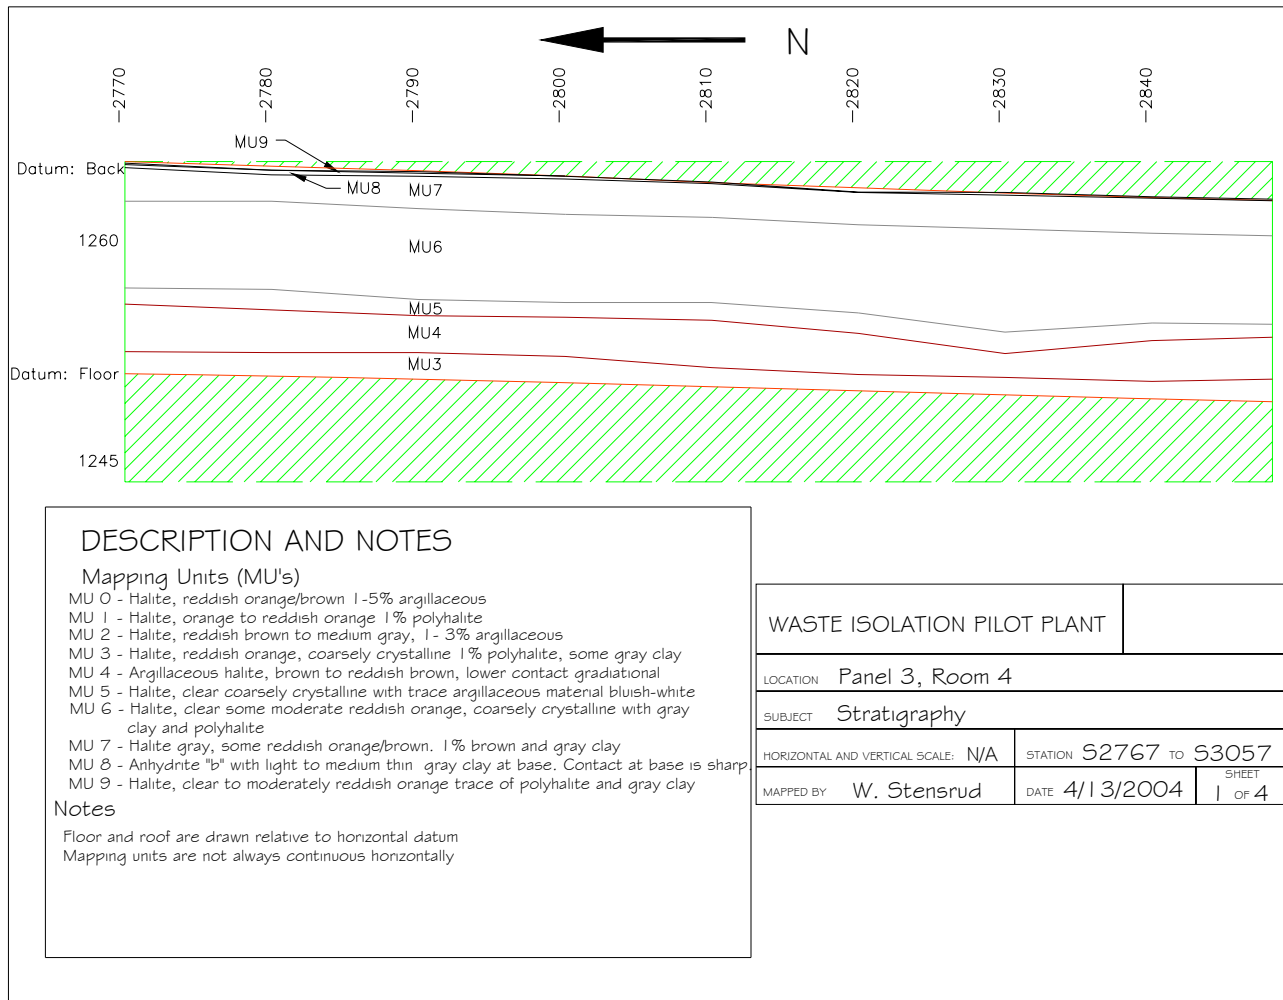 N
-2770
-2780
-2790
-2800
-2810
-2820
-2830
-2840
MU9
Datum: Back
MU8
MU7
1260
MU6
MU5
MU4
MU3
Datum: Floor
1245
DESCRIPTION AND NOTES
Mapping Units (MU's)
MU 0 - Halite, reddish orange/brown 1-5% argillaceous
MU 1 - Halite, orange to reddish orange 1% polyhalite
MU 2 - Halite, reddish brown to medium gray, 1- 3% argillaceous
MU 3 - Halite, reddish orange, coarsely crystalline 1% polyhalite, some gray clay
MU 4 - Argillaceous halite, brown to reddish brown, lower contact gradational
MU 5 - Halite, clear coarsely crystalline with trace argillaceous material bluish-white
MU 6 - Halite, clear some moderate reddish orange, coarsely crystalline with gray
clay and polyhalite
MU 7 - Halite gray, some reddish orange/brown. 1% brown and gray clay
MU 8 - Anhydrite "b" with light to medium thin gray clay at base. Contact at base is sharp.
MU 9 - Halite, clear to moderately reddish orange trace of polyhalite and gray clay
Notes
Floor and roof are drawn relative to horizontal datum
Mapping units are not always continuous horizontally
WASTE ISOLATION PILOT PLANT
LOCATION Panel 3, Room 4
SUBJECT Stratigraphy
HORIZONTAL AND VERTICAL SCALE: N/A
STATION S2767 TO S3057
MAPPED BY W. Stensrud
DATE 4/13/2004
SHEET
1 OF 4